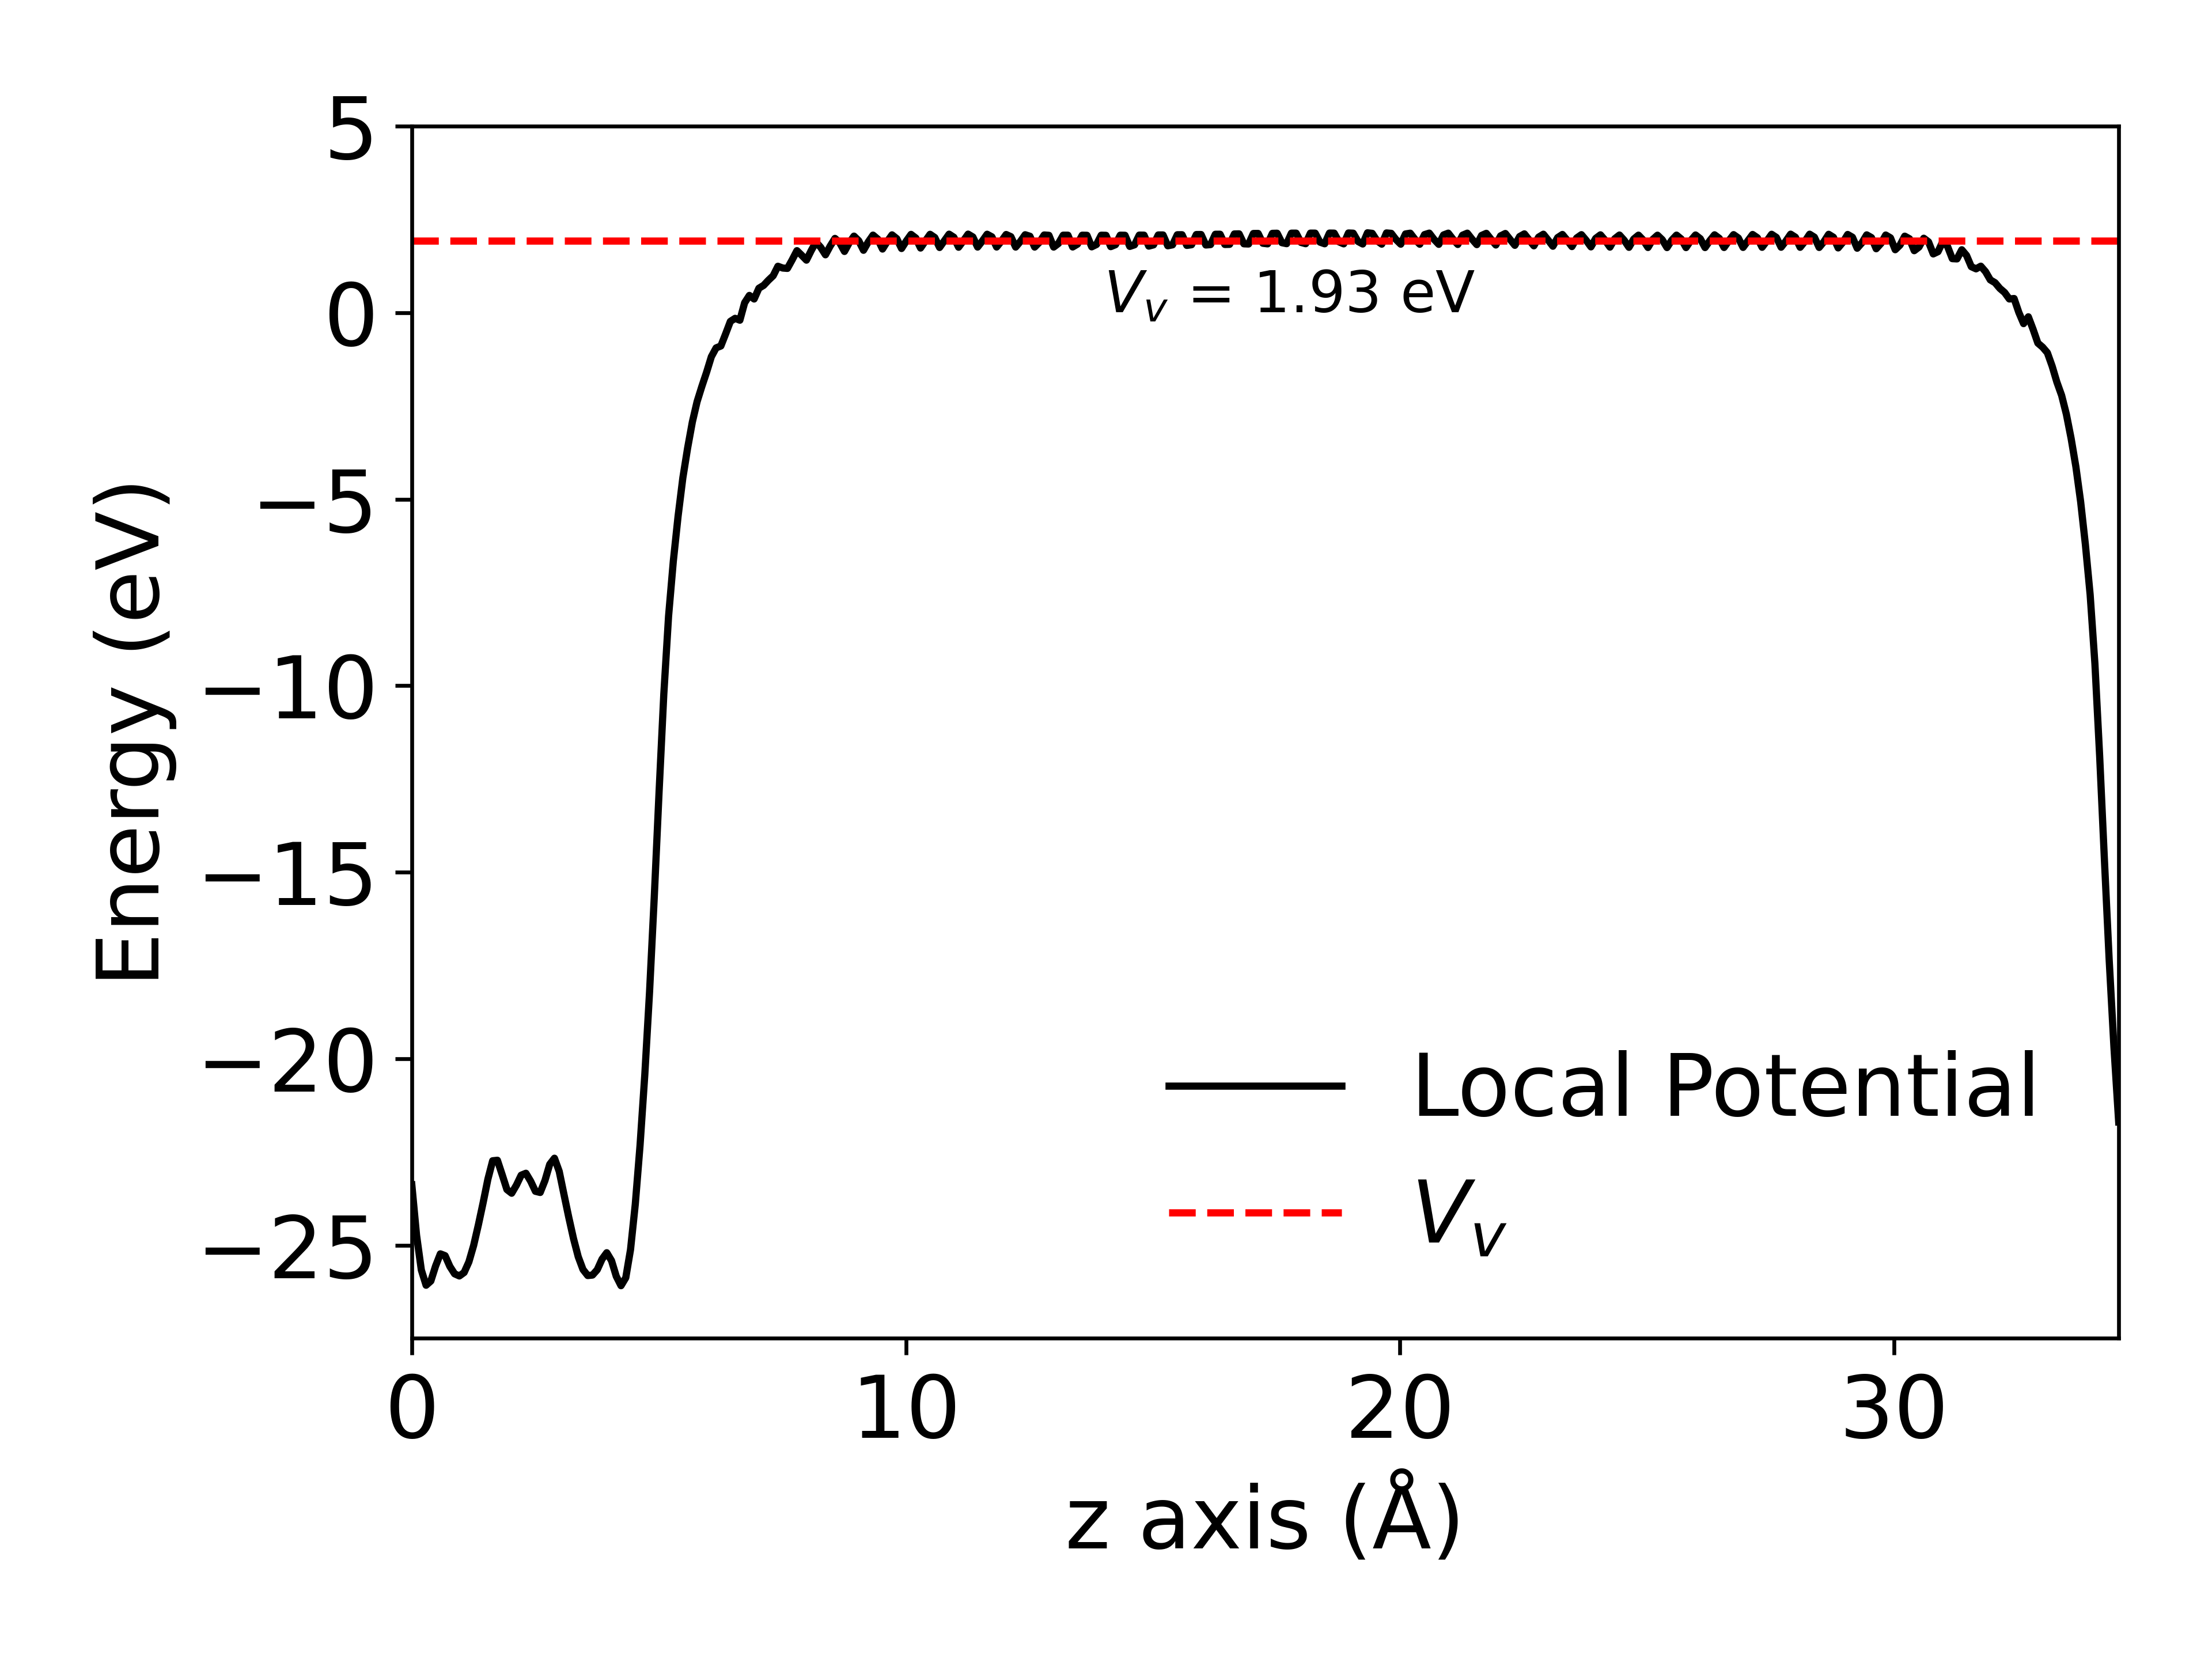 5
0
−5
−10
−15
−20
−25
Energy (eV)
V_v = 1.93 eV
Local Potential
V_v
0 10 20 30
z axis (Å)